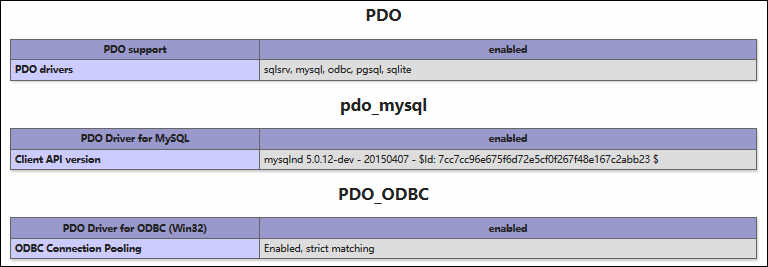 PDO
PDO support enabled
PDO drivers sqlsrv, mysql, odbc, pgsql, sqlite
pdo_mysql
PDO Driver for MySQL enabled
Client API version mysqlnd 5.0.12-dev - 20150407 - $Id: 7cc7cc96e675f6d72e5cf0f267f48e167c2abb23 $
PDO_ODBC
PDO Driver for ODBC (Win32) enabled
ODBC Connection Pooling Enabled, strict matching